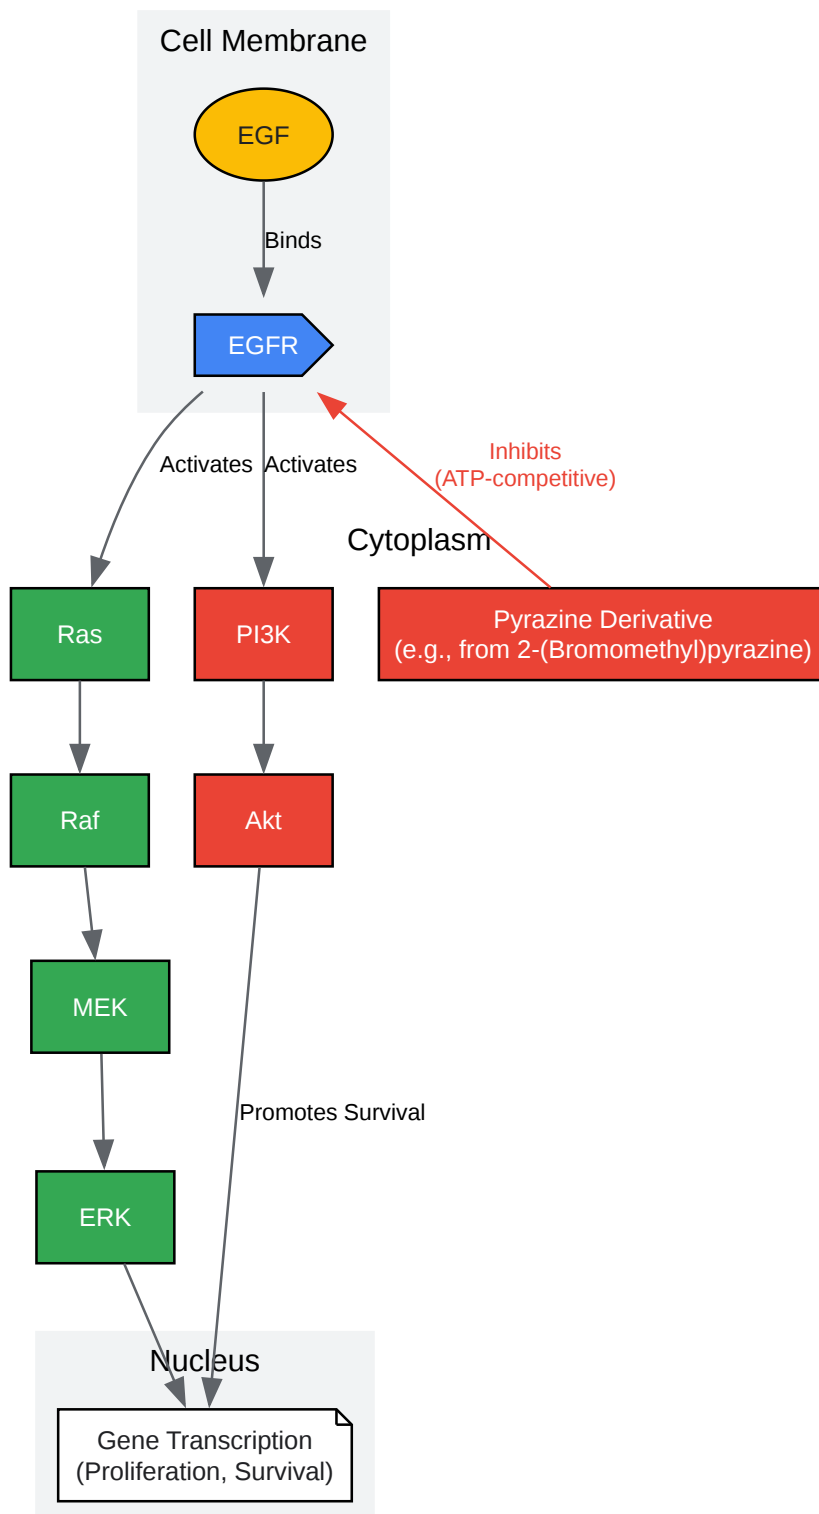 Cell Membrane
EGF
Binds
EGFR
Activates
Activates
Inhibits
(ATP-competitive)
Cytoplasm
Ras
PI3K
Pyrazine Derivative
(e.g., from 2-(Bromomethyl)pyrazine)
Raf
Akt
MEK
Promotes Survival
ERK
Nucleus
Gene Transcription
(Proliferation, Survival)